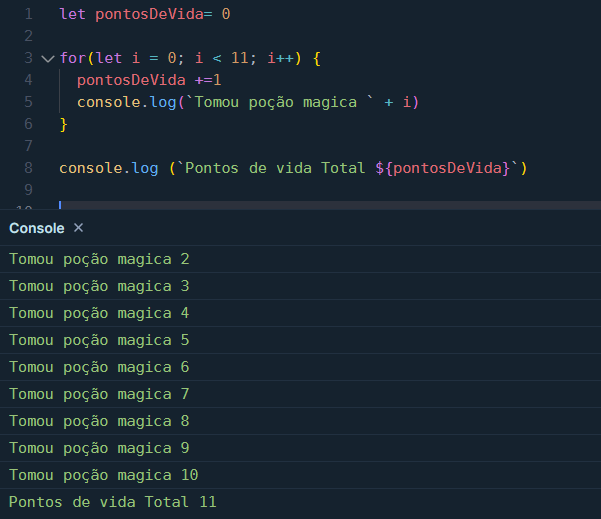 1 let pontosDeVida= 0
2
3 for(let i = 0; i < 11; i++) {
4 pontosDeVida +=1
5 console.log(`Tomou poção magica ` + i)
6 }
7
8 console.log (`Pontos de vida Total ${pontosDeVida}`)
9
10
Console ×
Tomou poção magica 2
Tomou poção magica 3
Tomou poção magica 4
Tomou poção magica 5
Tomou poção magica 6
Tomou poção magica 7
Tomou poção magica 8
Tomou poção magica 9
Tomou poção magica 10
Pontos de vida Total 11